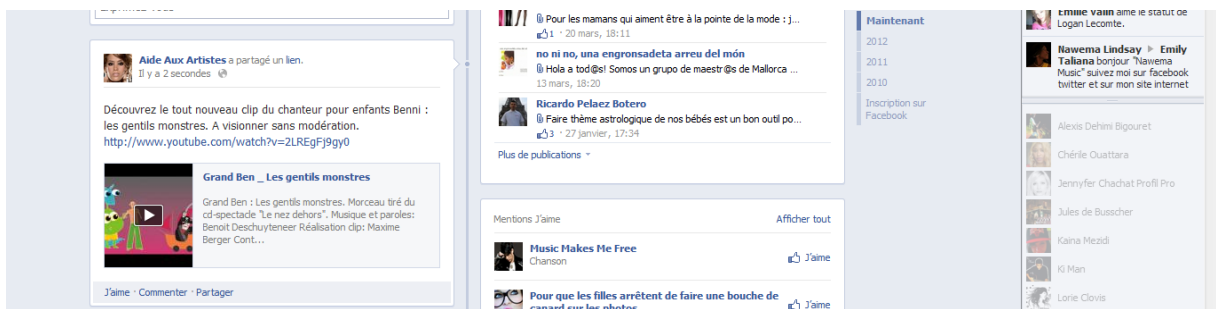 Exprimez-vous
Aide Aux Artistes a partagé un lien.
Il y a 2 secondes
Découvrez le tout nouveau clip du chanteur pour enfants Benni :
les gentils monstres. A visionner sans modération.
http://www.youtube.com/watch?v=2LREgFj9gy0
Grand Ben _ Les gentils monstres
Grand Ben : Les gentils monstres. Morceau tiré du
cd-spectacle "Le nez dehors". Musique et paroles:
Benoit Deschuyteneer Réalisation clip: Maxime
Berger Cont...
J'aime · Commenter · Partager
Pour les mamans qui aiment être à la pointe de la mode : j...
1 · 20 mars, 18:11
no ni no, una engronsadeta arreu del món
Hola a tod@s! Somos un grupo de maestr@s de Mallorca ...
13 mars, 18:20
Ricardo Pelaez Botero
Faire thème astrologique de nos bébés est un bon outil po...
3 · 27 janvier, 17:34
Plus de publications
Mentions J'aime Afficher tout
Music Makes Me Free
Chanson
J'aime
Pour que les filles arrêtent de faire une bouche de
canard sur les photos
J'aime
Maintenant
2012
2011
2010
Inscription sur
Facebook
Emilie Valin aime le statut de
Logan Lecomte.
Nawema Lindsay ▶ Emily
Taliana bonjour "Nawema
Music" suivez moi sur facebook
twitter et sur mon site internet
Alexis Dehimi Bigouret
Chérile Ouattara
Jennyfer Chachat Profil Pro
Jules de Busscher
Kaina Mezidi
Ki Man
Lorie Clovis